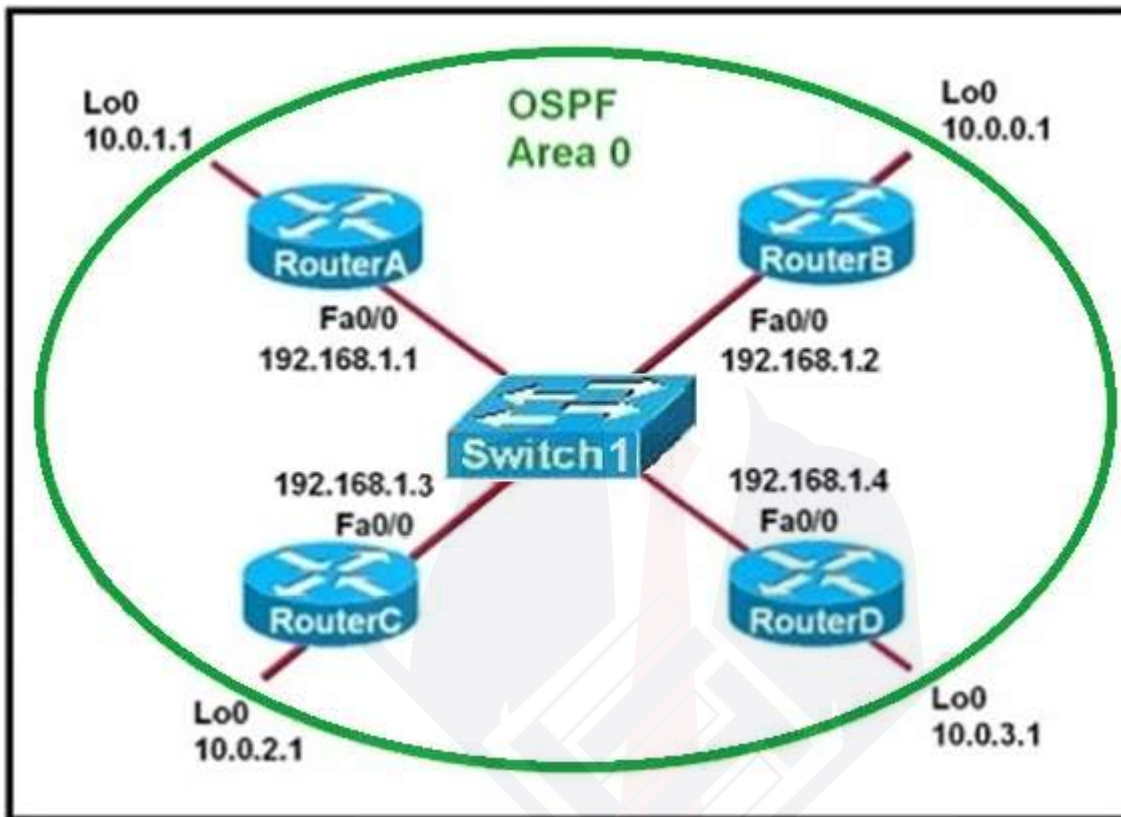 Lo0
10.0.1.1
OSPF
Area 0
Lo0
10.0.0.1
RouterA
RouterB
Fa0/0
192.168.1.1
Fa0/0
192.168.1.2
Switch1
192.168.1.3
Fa0/0
192.168.1.4
Fa0/0
RouterC
RouterD
Lo0
10.0.2.1
Lo0
10.0.3.1